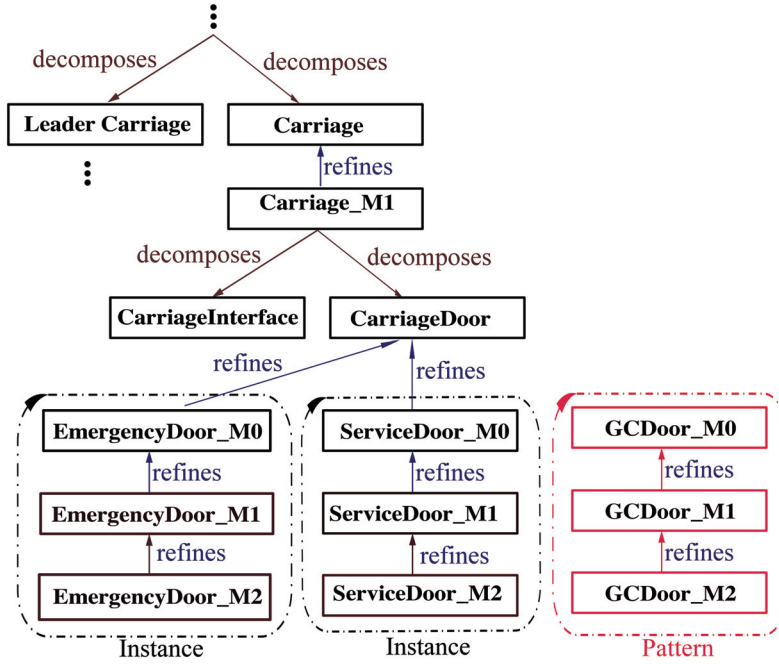 decomposes decomposes
Leader Carriage Carriage
refines
Carriage_M1
decomposes decomposes
CarriageInterface CarriageDoor
refines refines
EmergencyDoor_M0 ServiceDoor_M0 GCDoor_M0
refines refines refines
EmergencyDoor_M1 ServiceDoor_M1 GCDoor_M1
refines refines refines
EmergencyDoor_M2 ServiceDoor_M2 GCDoor_M2
Instance Instance Pattern